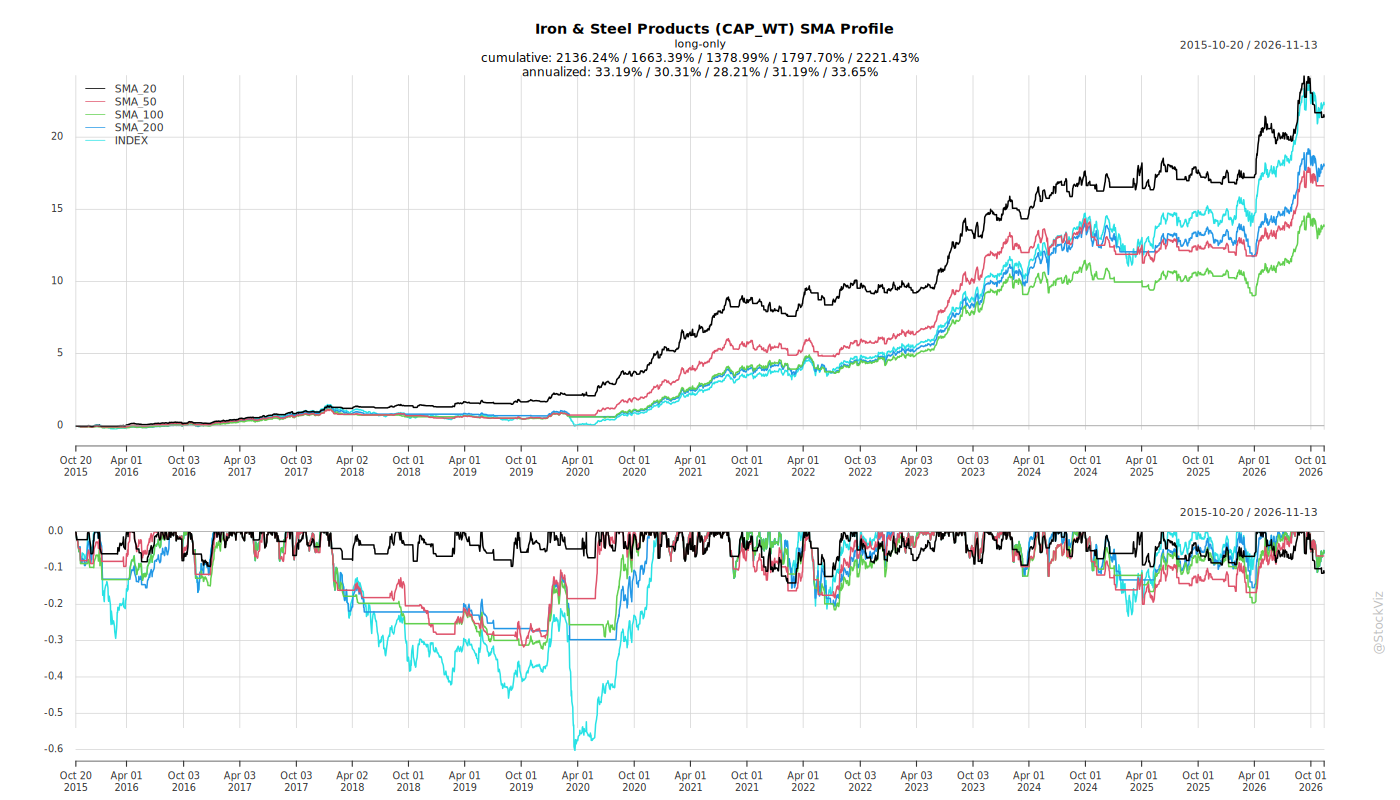 Iron & Steel Products (CAP_WT) SMA Profile
long-only
2015-10-20 / 2026-11-13
cumulative: 2136.24% / 1663.39% / 1378.99% / 1797.70% / 2221.43%
annualized: 33.19% / 30.31% / 28.21% / 31.19% / 33.65%
SMA_20
SMA_50
SMA_100
SMA_200
INDEX
20
15
10
5
0
Oct 20 Apr 01 Oct 03 Apr 03 Oct 03 Apr 02 Oct 01 Apr 01 Oct 01 Apr 01 Oct 01 Apr 01 Oct 01 Apr 01 Oct 03 Apr 03 Oct 03 Apr 01 Oct 01 Apr 01 Oct 01 Apr 01 Oct 01
2015 2016 2016 2017 2017 2018 2018 2019 2019 2020 2020 2021 2021 2022 2022 2023 2023 2024 2024 2025 2025 2026 2026
2015-10-20 / 2026-11-13
0.0
-0.1
-0.2
-0.3
-0.4
-0.5
-0.6
Oct 20 Apr 01 Oct 03 Apr 03 Oct 03 Apr 02 Oct 01 Apr 01 Oct 01 Apr 01 Oct 01 Apr 01 Oct 01 Apr 01 Oct 03 Apr 03 Oct 03 Apr 01 Oct 01 Apr 01 Oct 01 Apr 01 Oct 01
2015 2016 2016 2017 2017 2018 2018 2019 2019 2020 2020 2021 2021 2022 2022 2023 2023 2024 2024 2025 2025 2026 2026
@StockViz